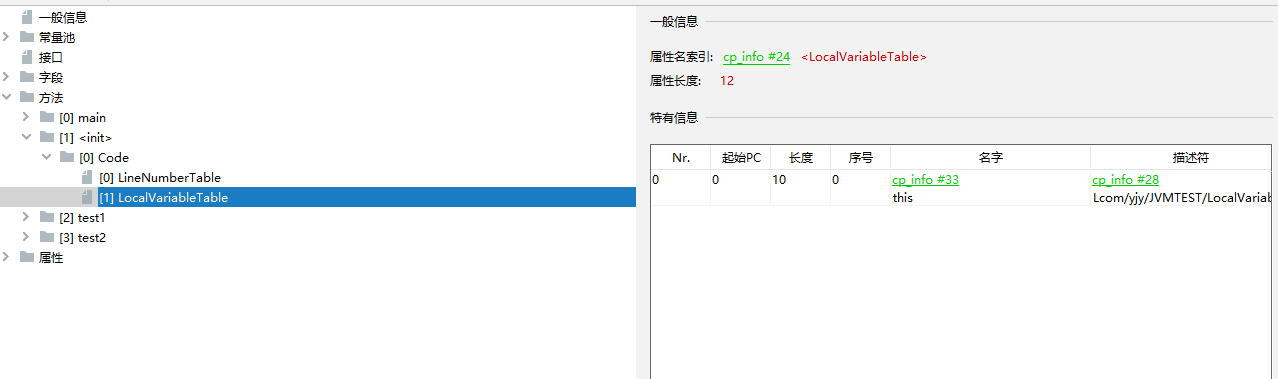 一般信息
常量池
接口
字段
方法
[0] main
[1] <init>
[0] Code
[0] LineNumberTable
[1] LocalVariableTable
[2] test1
[3] test2
属性
一般信息
属性名索引: cp_info #24 <LocalVariableTable>
属性长度: 12
特有信息
Nr. 起始PC 长度 序号 名字 描述符
0 0 10 0 cp_info #33 cp_info #28
this Lcom/yjy/JVMTEST/LocalVariab